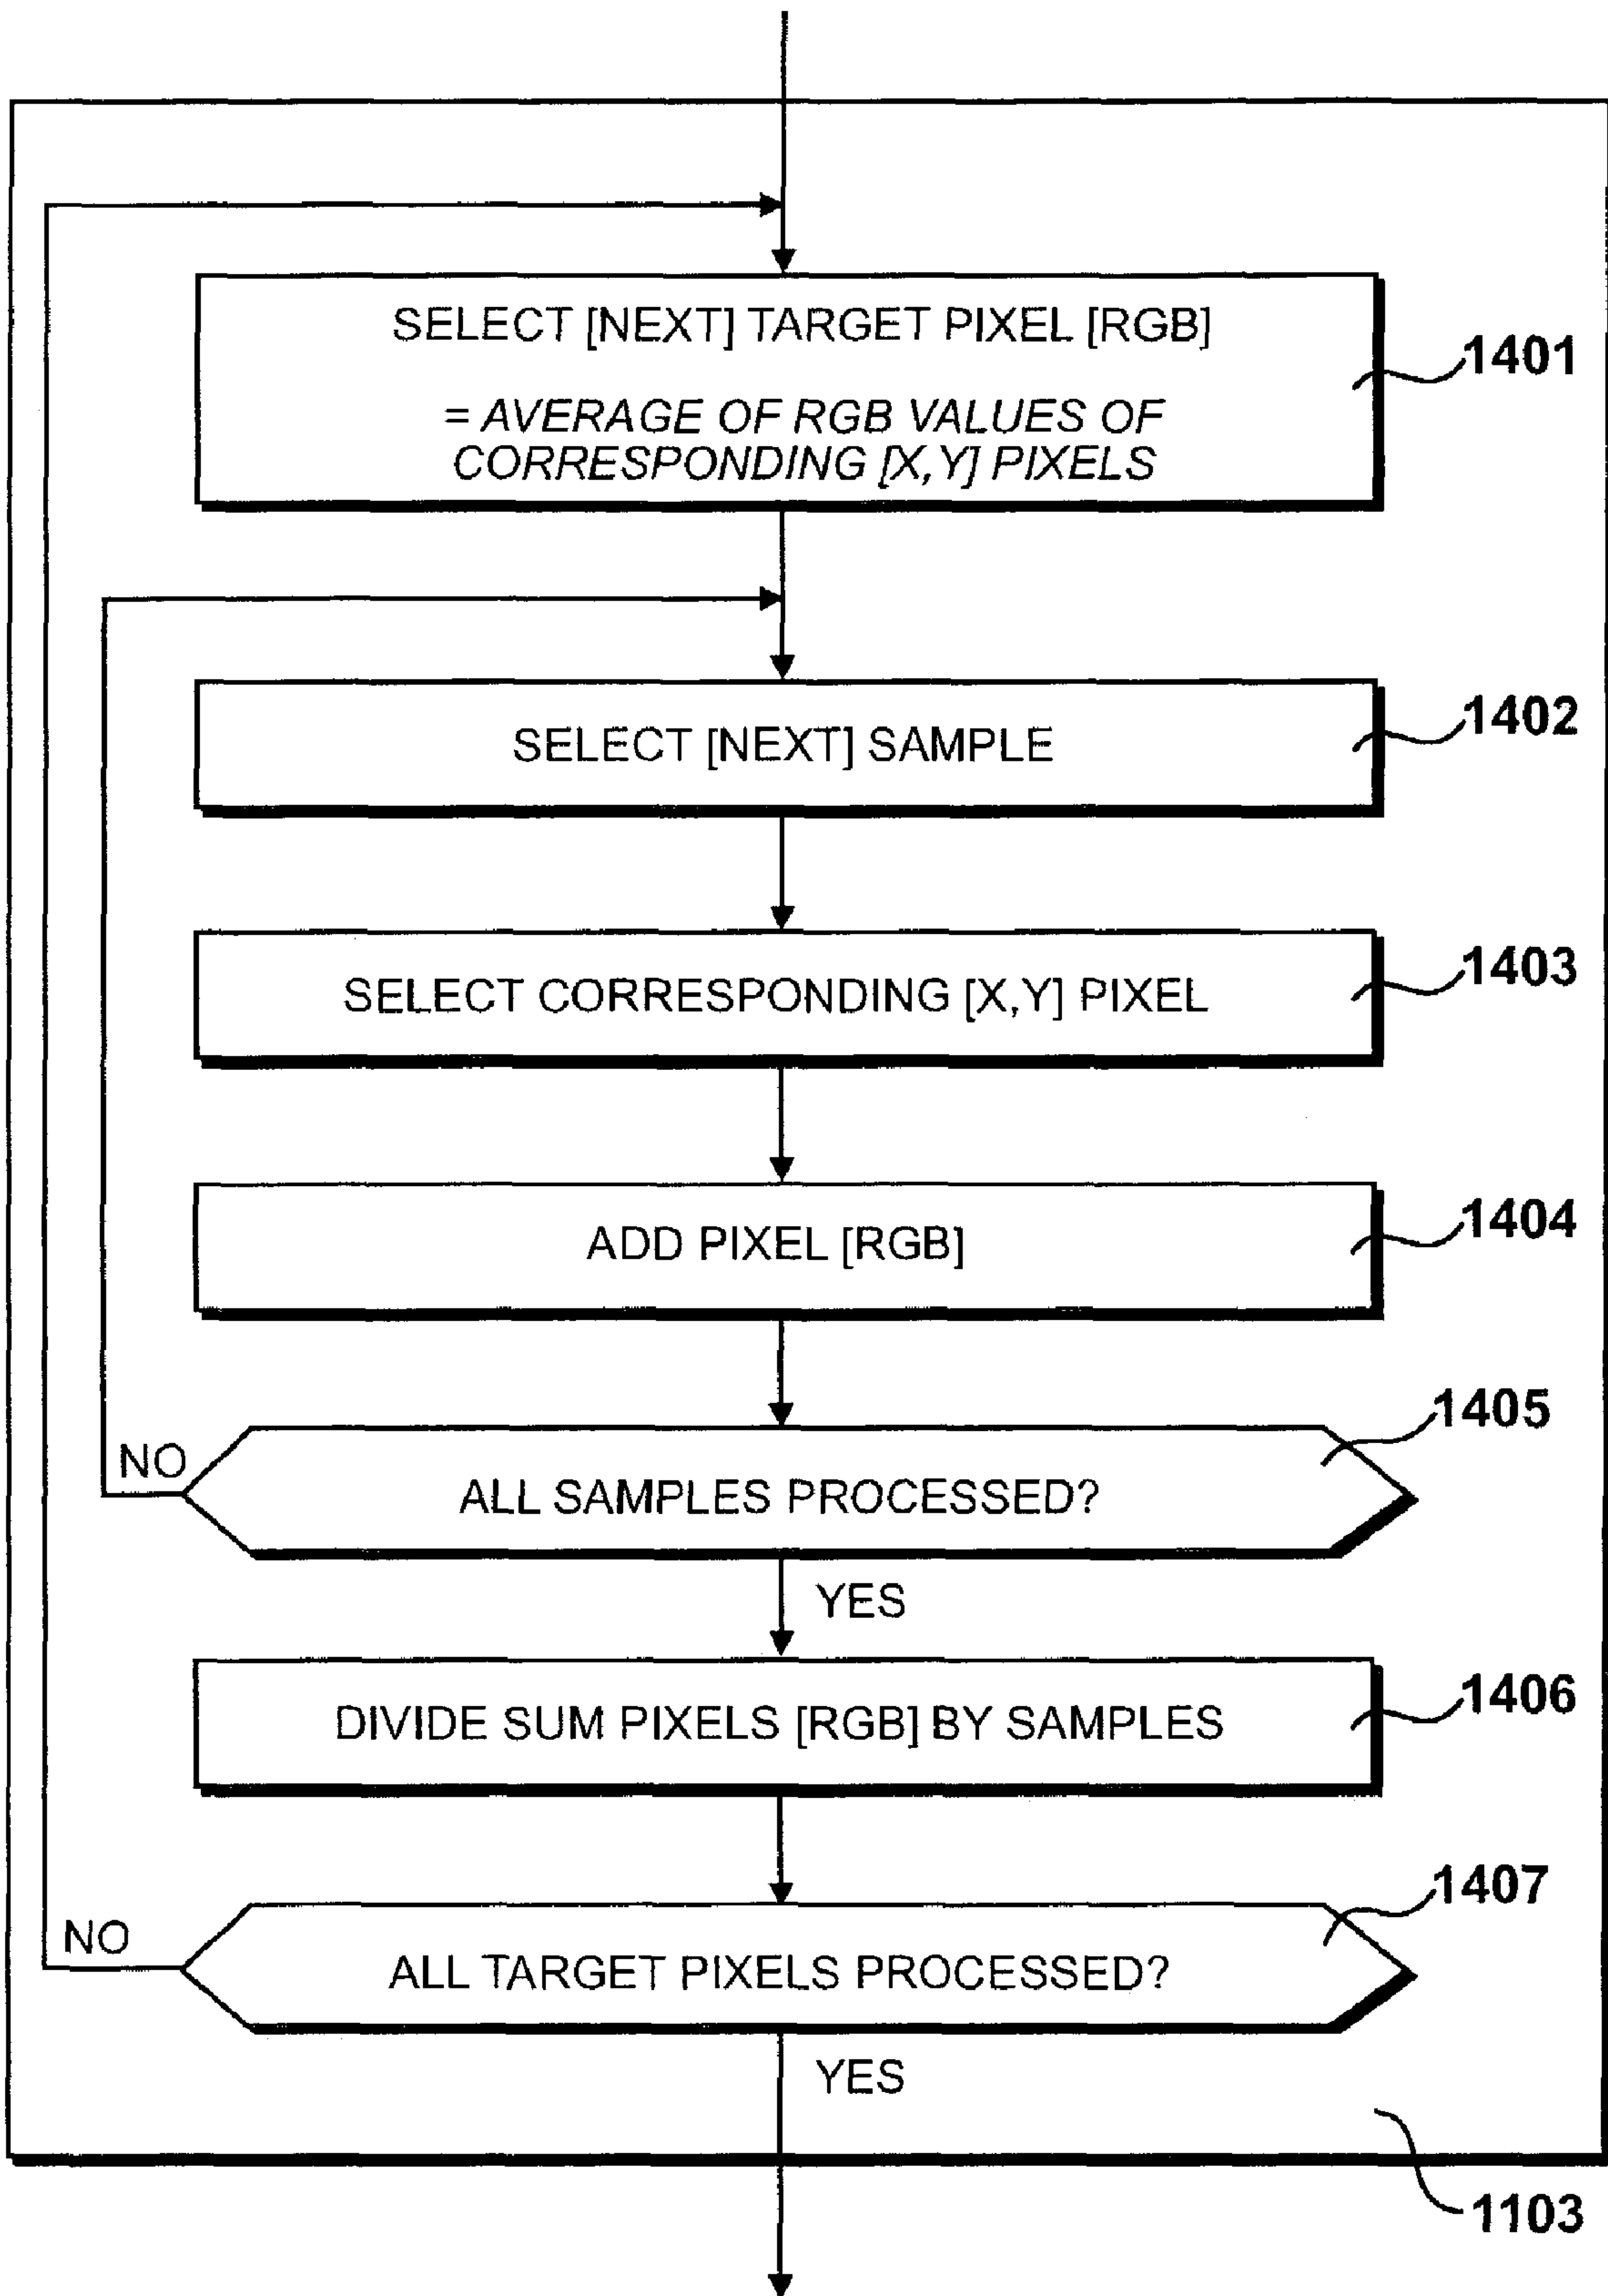 SELECT [NEXT] TARGET PIXEL [RGB]
= AVERAGE OF RGB VALUES OF
CORRESPONDING [X,Y] PIXELS
1401
SELECT [NEXT] SAMPLE
1402
SELECT CORRESPONDING [X,Y] PIXEL
1403
ADD PIXEL [RGB]
1404
1405
NO
ALL SAMPLES PROCESSED?
YES
DIVIDE SUM PIXELS [RGB] BY SAMPLES
1406
1407
NO
ALL TARGET PIXELS PROCESSED?
YES
1103